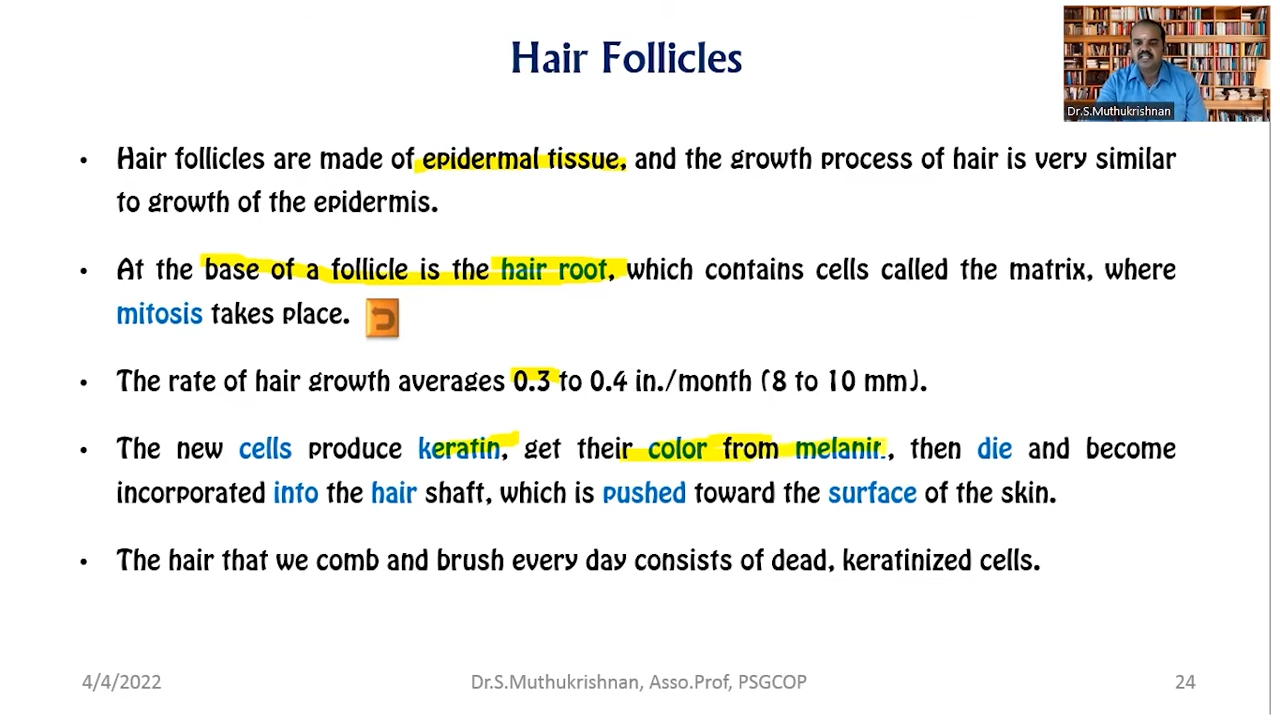 Hair Follicles
Dr.S.Muthukrishnan
• Hair follicles are made of epidermal tissue, and the growth process of hair is very similar
to growth of the epidermis.
• At the base of a follicle is the hair root, which contains cells called the matrix, where
mitosis takes place.
• The rate of hair growth averages 0.3 to 0.4 in./month (8 to 10 mm).
• The new cells produce keratin, get their color from melanin, then die and become
incorporated into the hair shaft, which is pushed toward the surface of the skin.
• The hair that we comb and brush every day consists of dead, keratinized cells.
4/4/2022
Dr.S.Muthukrishnan, Asso.Prof, PSGCOP
24